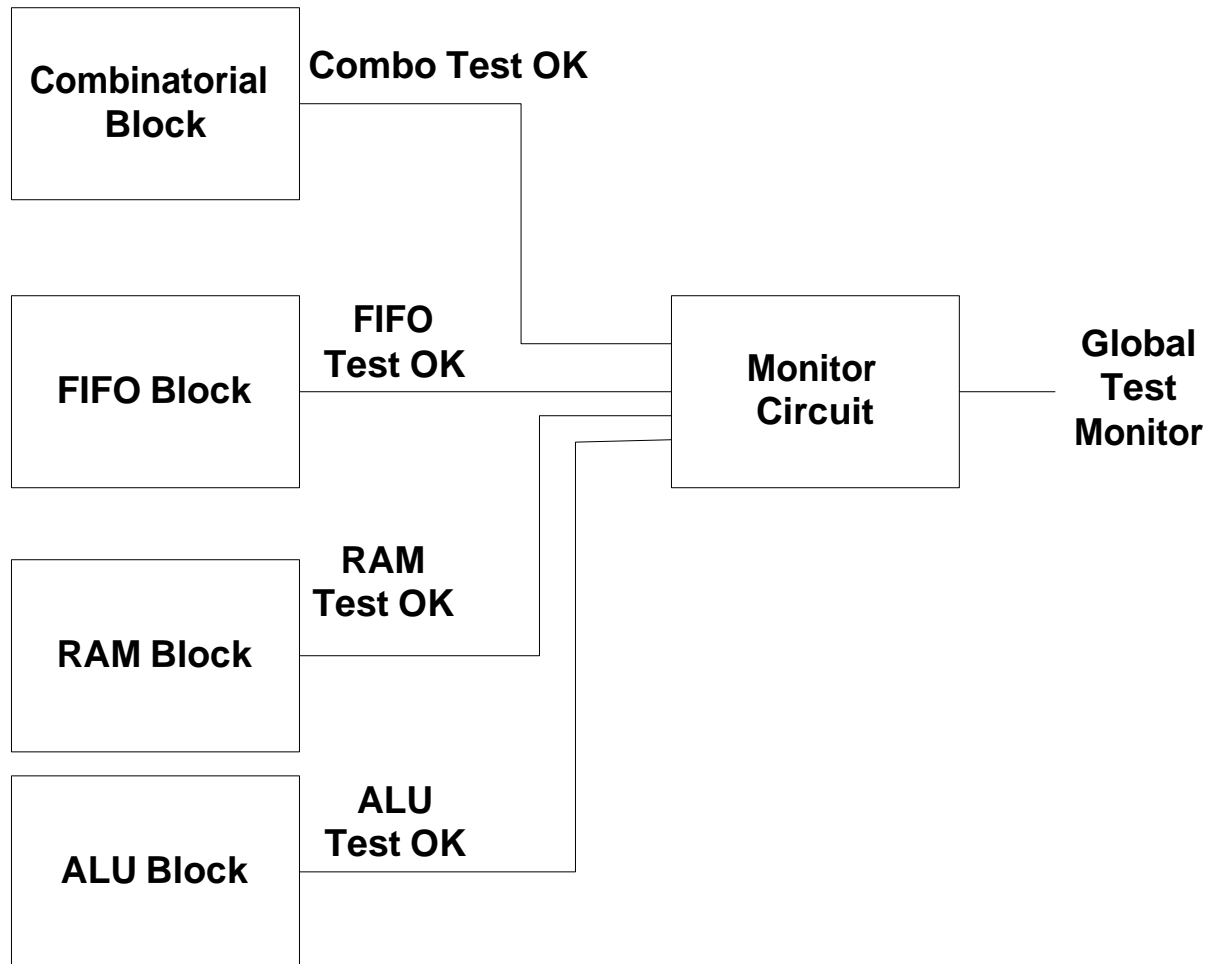 Combinatorial
Block
Combo Test OK
FIFO Block
FIFO
Test OK
Monitor
Circuit
Global
Test
Monitor
RAM Block
RAM
Test OK
ALU Block
ALU
Test OK